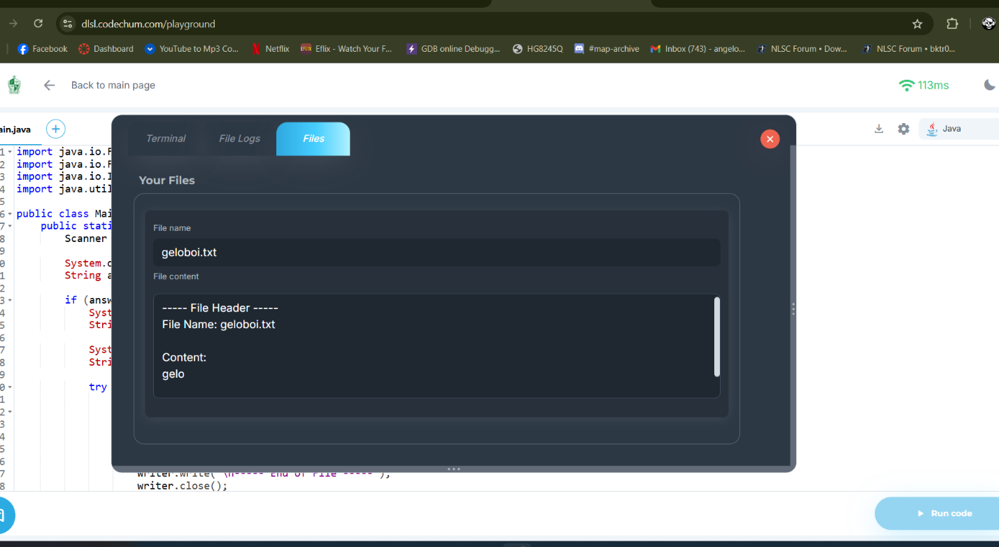 dlsl.codechum.com/playground
Facebook Dashboard YouTube to Mp3 Co... Netflix EFLIX Eflix - Watch Your F... GDB online Debugg... HG8245Q #map-archive Inbox (743) - angelo... NLSC Forum • Dow... NLSC Forum • bktr0...
Back to main page
113ms
ain.java
Java
Terminal File Logs Files
Your Files
File name
geloboi.txt
File content
----- File Header -----
File Name: geloboi.txt
Content:
gelo
1 import java.io.F
2 import java.io.F
3 import java.io.I
4 import java.util
5
6 public class Mai
7 public stati
8 Scanner
9
0 System.o
1 String a
2
3 if (answ
4 Syst
5 Stri
6
7 Syst
8 Stri
9
0 try
1
2
3
4
5
6
7 writer.write("\n----- End of File -----");
8 writer.close();
Run code